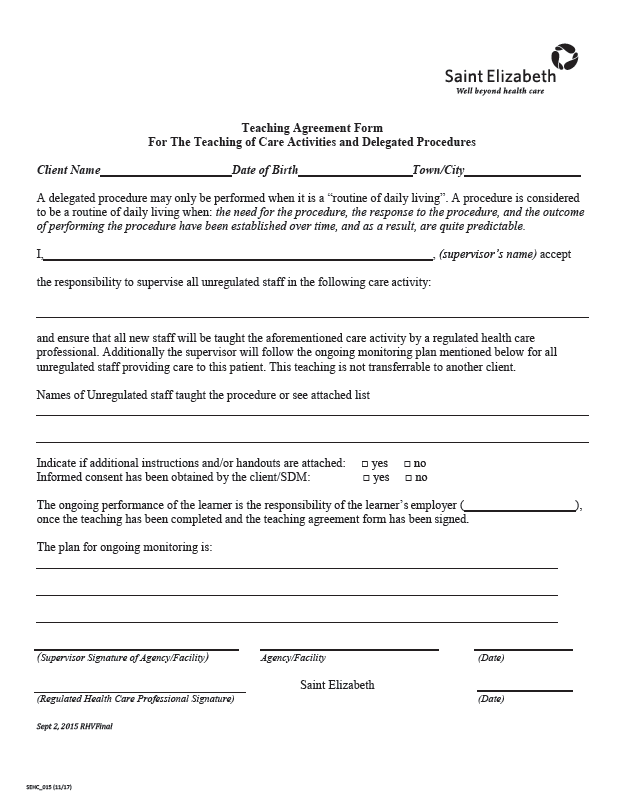 Saint Elizabeth
Well beyond health care
Teaching Agreement Form
For The Teaching of Care Activities and Delegated Procedures
Client Name____________________Date of Birth__________________Town/City__________________
A delegated procedure may only be performed when it is a “routine of daily living”. A procedure is considered
to be a routine of daily living when: the need for the procedure, the response to the procedure, and the outcome
of performing the procedure have been established over time, and as a result, are quite predictable.
I,____________________________________________________________, (supervisor’s name) accept
the responsibility to supervise all unregulated staff in the following care activity:
and ensure that all new staff will be taught the aforementioned care activity by a regulated health care
professional. Additionally the supervisor will follow the ongoing monitoring plan mentioned below for all
unregulated staff providing care to this patient. This teaching is not transferrable to another client.
Names of Unregulated staff taught the procedure or see attached list
Indicate if additional instructions and/or handouts are attached: □ yes □ no
Informed consent has been obtained by the client/SDM: □ yes □ no
The ongoing performance of the learner is the responsibility of the learner’s employer (__________________),
once the teaching has been completed and the teaching agreement form has been signed.
The plan for ongoing monitoring is:
(Supervisor Signature of Agency/Facility) Agency/Facility (Date)
Saint Elizabeth
(Regulated Health Care Professional Signature) (Date)
Sept 2, 2015 RHVFinal
SEHC_015 (11/17)